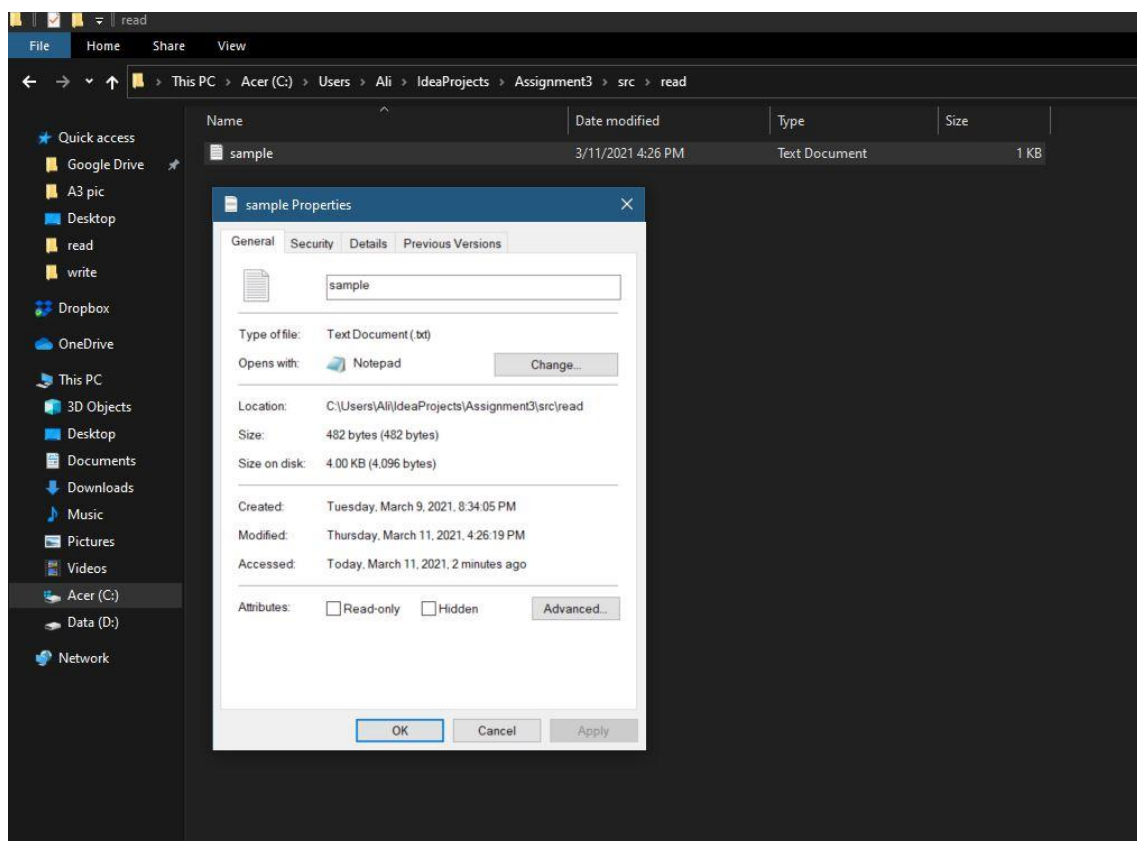 read
File Home Share View
This PC > Acer (C:) > Users > Ali > IdeaProjects > Assignment3 > src > read
Name Date modified Type Size
sample 3/11/2021 4:26 PM Text Document 1 KB
Quick access
Google Drive
A3 pic
Desktop
read
write
Dropbox
OneDrive
This PC
3D Objects
Desktop
Documents
Downloads
Music
Pictures
Videos
Acer (C:)
Data (D:)
Network
sample Properties
General Security Details Previous Versions
sample
Type of file: Text Document (.txt)
Opens with: Notepad Change...
Location: C:\Users\Ali\IdeaProjects\Assignment3\src\read
Size: 482 bytes (482 bytes)
Size on disk: 4.00 KB (4,096 bytes)
Created: Tuesday, March 9, 2021, 8:34:05 PM
Modified: Thursday, March 11, 2021, 4:26:19 PM
Accessed: Today, March 11, 2021, 2 minutes ago
Attributes: Read-only Hidden Advanced...
OK Cancel Apply